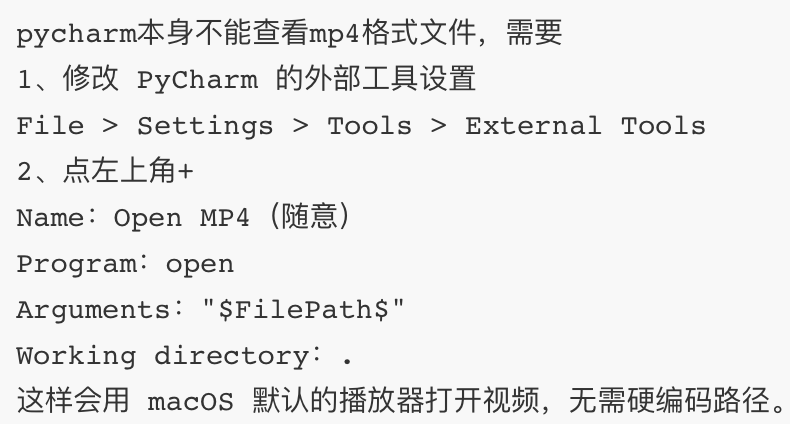 pycharm本身不能查看mp4格式文件，需要
1、修改 PyCharm 的外部工具设置
File > Settings > Tools > External Tools
2、点左上角+
Name：Open MP4（随意）
Program：open
Arguments："$FilePath$"
Working directory：.
这样会用 macOS 默认的播放器打开视频，无需硬编码路径。